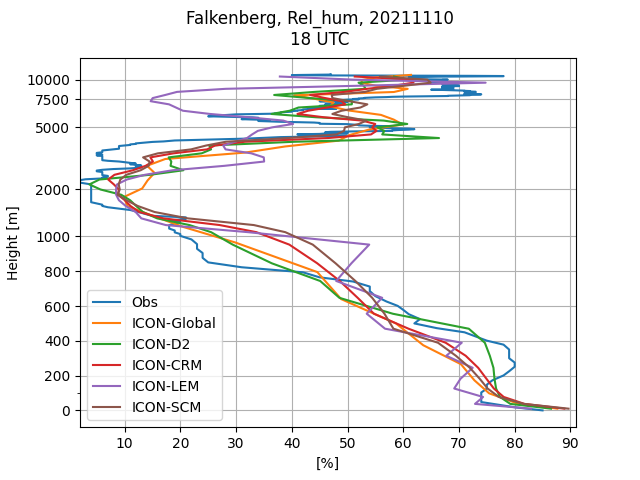 Falkenberg, Rel_hum, 20211110
18 UTC
10000
7500
5000
2000
1000
800
600
400
200
0
Height [m]
Obs
ICON-Global
ICON-D2
ICON-CRM
ICON-LEM
ICON-SCM
10 20 30 40 50 60 70 80 90
[%]